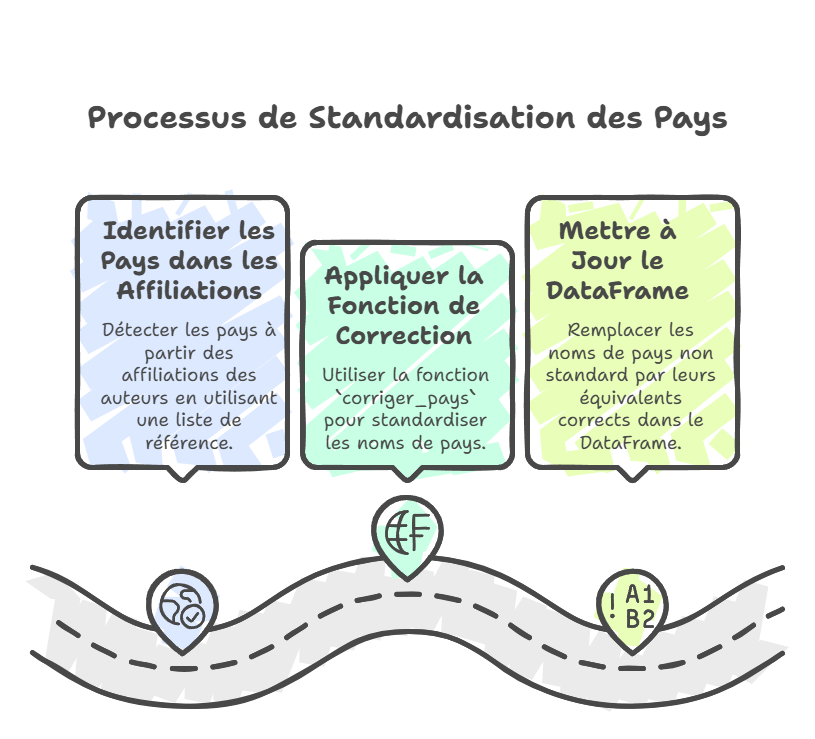 Processus de Standardisation des Pays
Identifier les
Pays dans les
Affiliations
Détecter les pays à
partir des
affiliations des
auteurs en utilisant
une liste de
référence.
Appliquer la
Fonction de
Correction
Utiliser la fonction
`corriger_pays`
pour standardiser
les noms de pays.
Mettre à
Jour le
DataFrame
Remplacer les
noms de pays non
standard par leurs
équivalents
corrects dans le
DataFrame.
F
! A1
B2